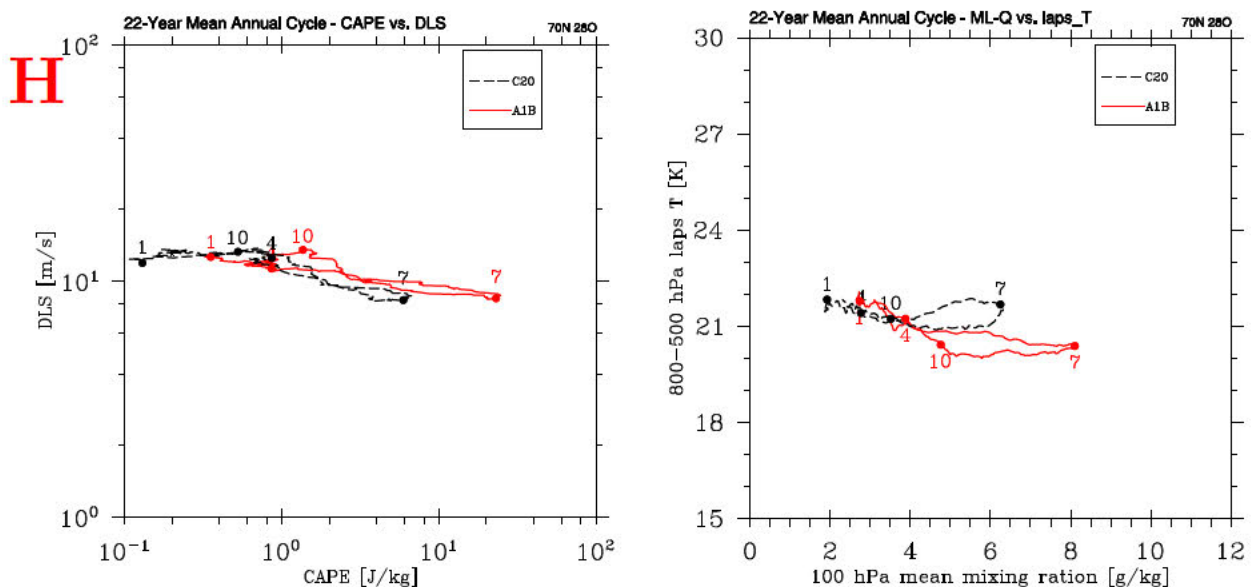 22-Year Mean Annual Cycle - CAPE vs. DLS
70N 28O
H
C20
A1B
10²
10¹
10⁰
DLS [m/s]
1
1
10
4
10
7
7
10⁻¹
10⁰
10¹
10²
CAPE [J/kg]
22-Year Mean Annual Cycle - ML-Q vs. laps_T
70N 28O
C20
A1B
30
27
24
21
18
15
800-500 hPa laps T [K]
1
4
1
10
4
10
7
7
0
2
4
6
8
10
12
100 hPa mean mixing ration [g/kg]